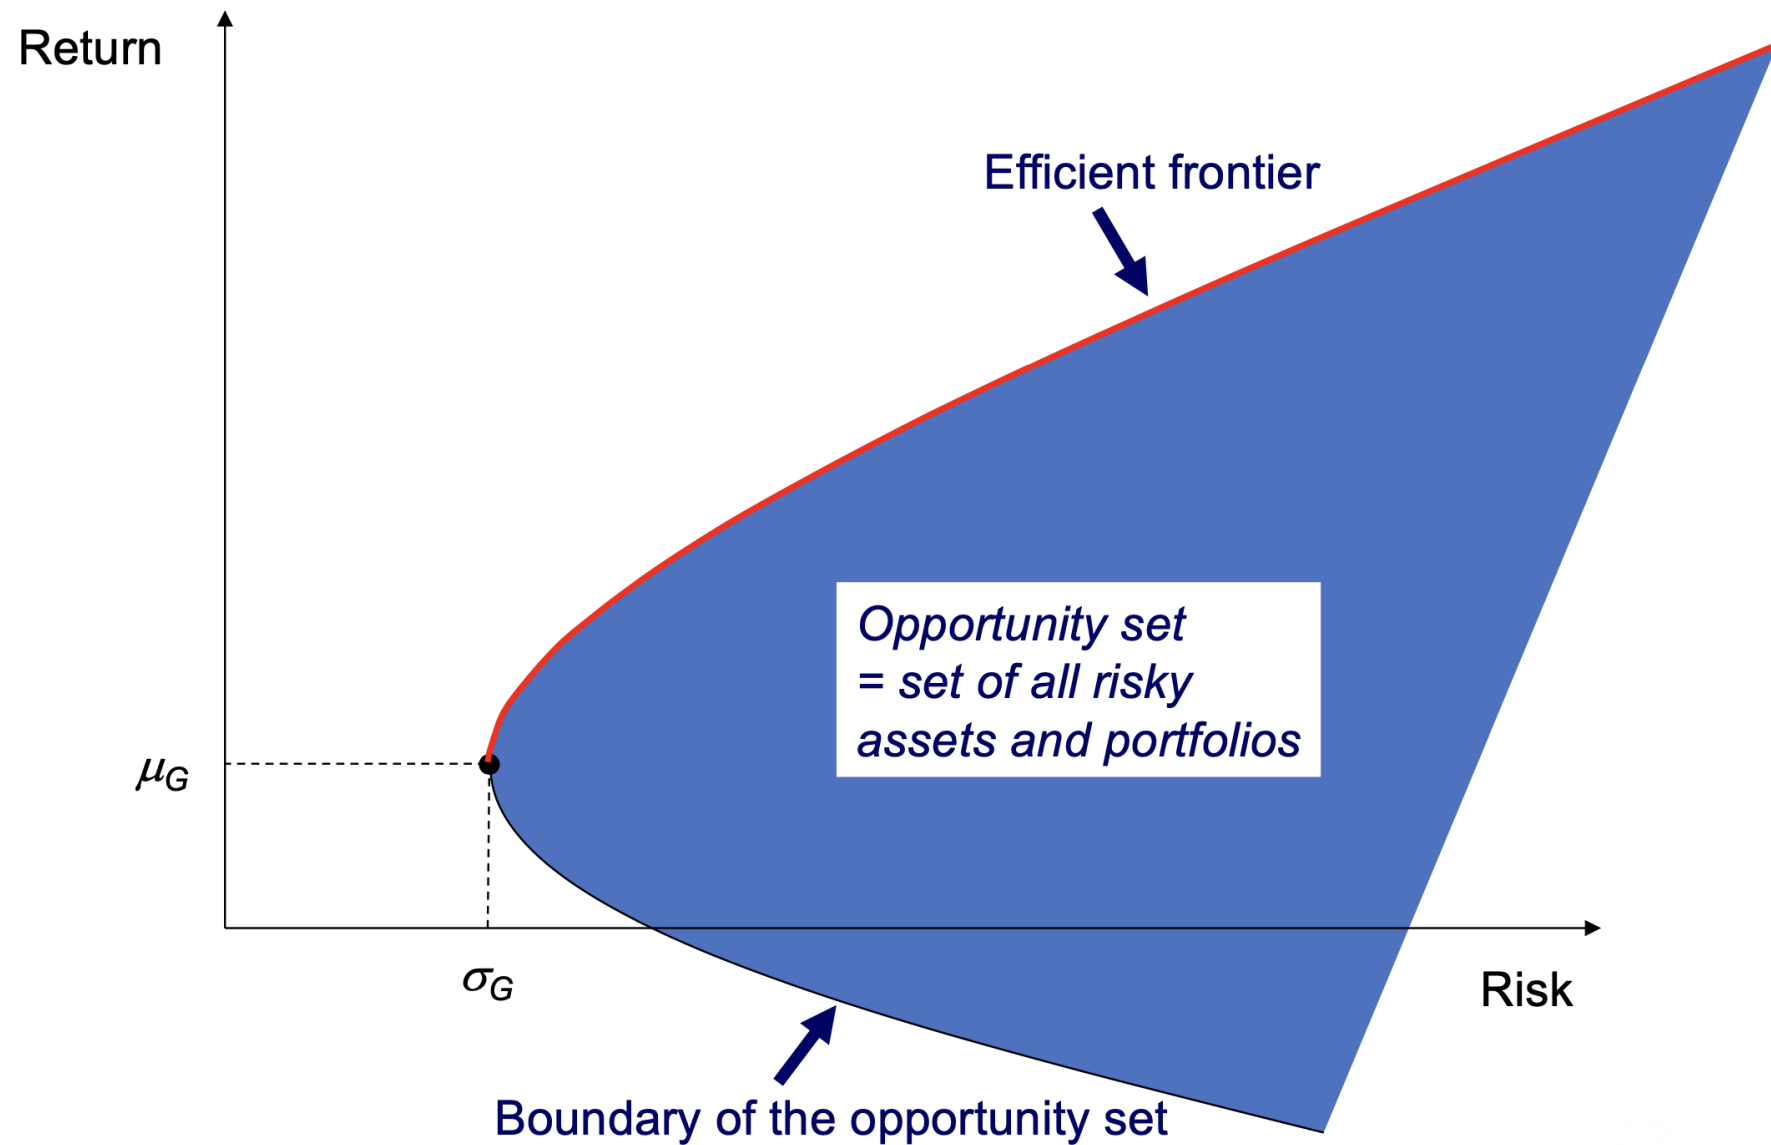 Return
Efficient frontier
Opportunity set
= set of all risky
assets and portfolios
μG
σG
Risk
Boundary of the opportunity set